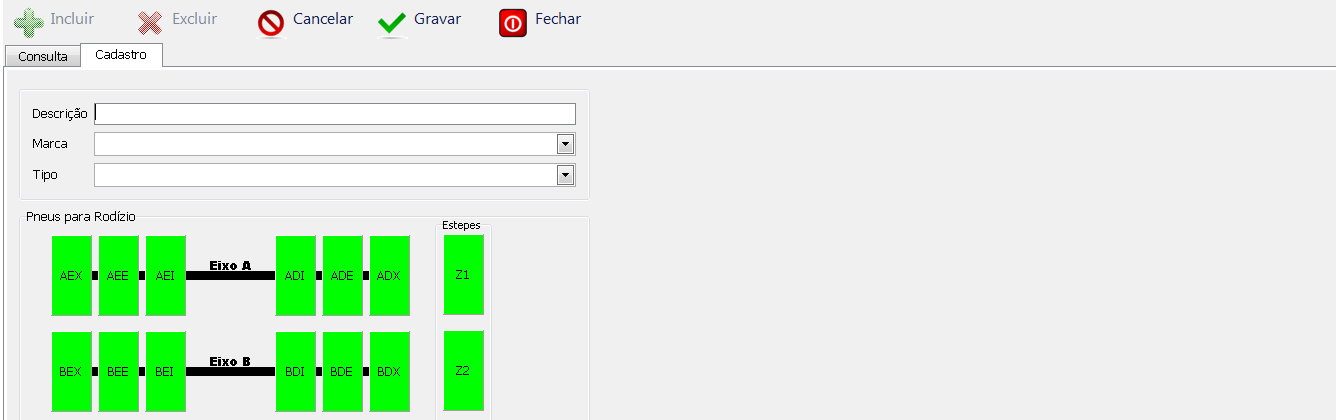 Incluir Excluir Cancelar Gravar Fechar
Consulta Cadastro
Descrição
Marca
Tipo
Pneus para Rodízio
Estepes
AEX AEE AEI Eixo A ADI ADE ADX Z1
BEX BEE BEI Eixo B BDI BDE BDX Z2